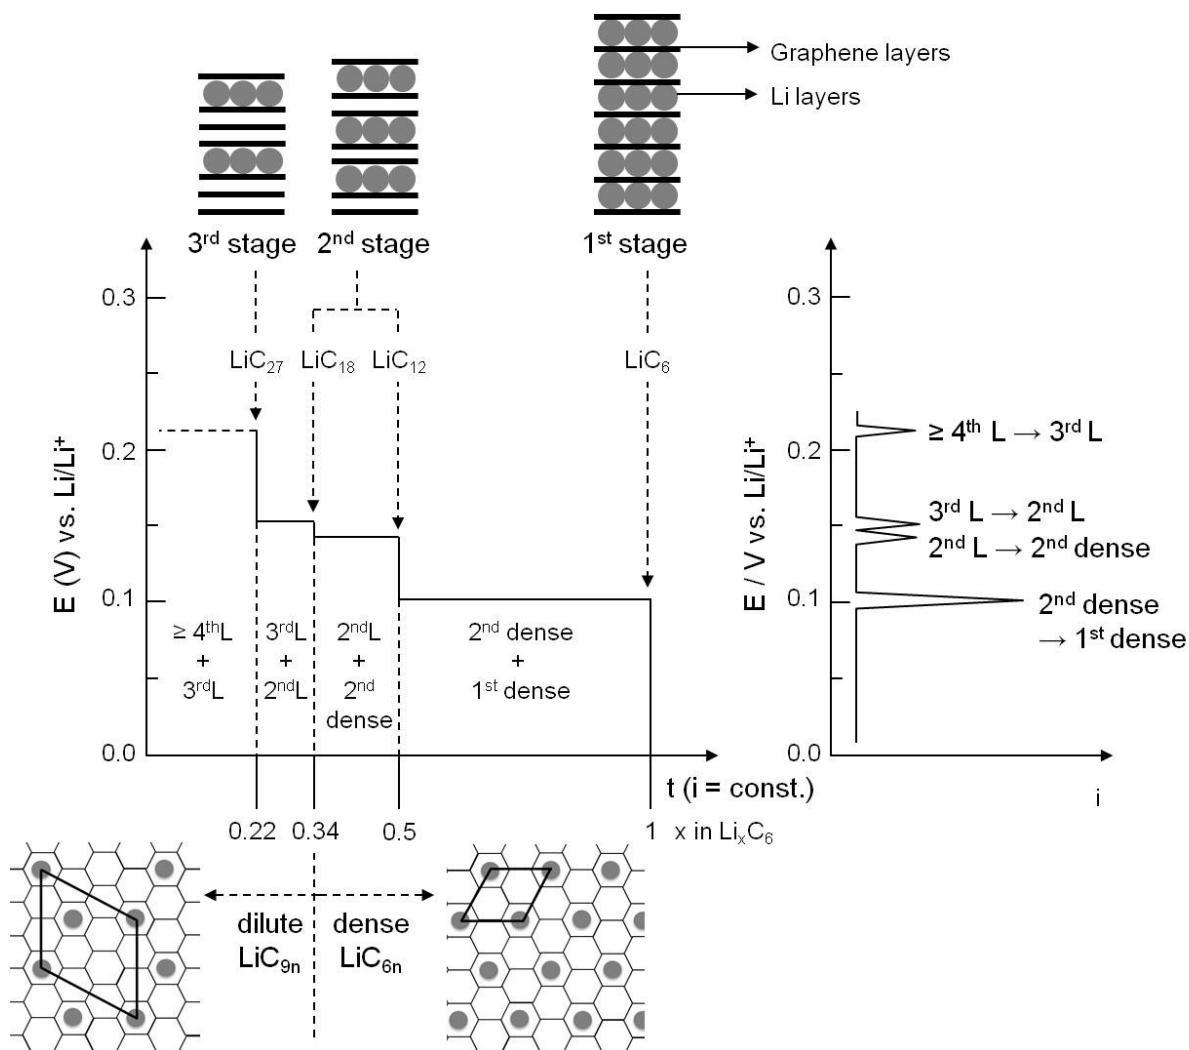 Graphene layers
Li layers
3rd stage
2nd stage
1st stage
E (V) vs. Li/Li+
0.3
0.2
0.1
0.0
LiC27
LiC18
LiC12
LiC6
≥ 4thL
+
3rdL
3rdL
+
2ndL
2ndL
+
2nd
dense
2nd dense
+
1st dense
t (i = const.)
0.22
0.34
0.5
1
x in LixC6
dilute
LiC9n
dense
LiC6n
E / V vs. Li/Li+
0.3
0.2
0.1
0.0
≥ 4th L → 3rd L
3rd L → 2nd L
2nd L → 2nd dense
2nd dense
→ 1st dense
i